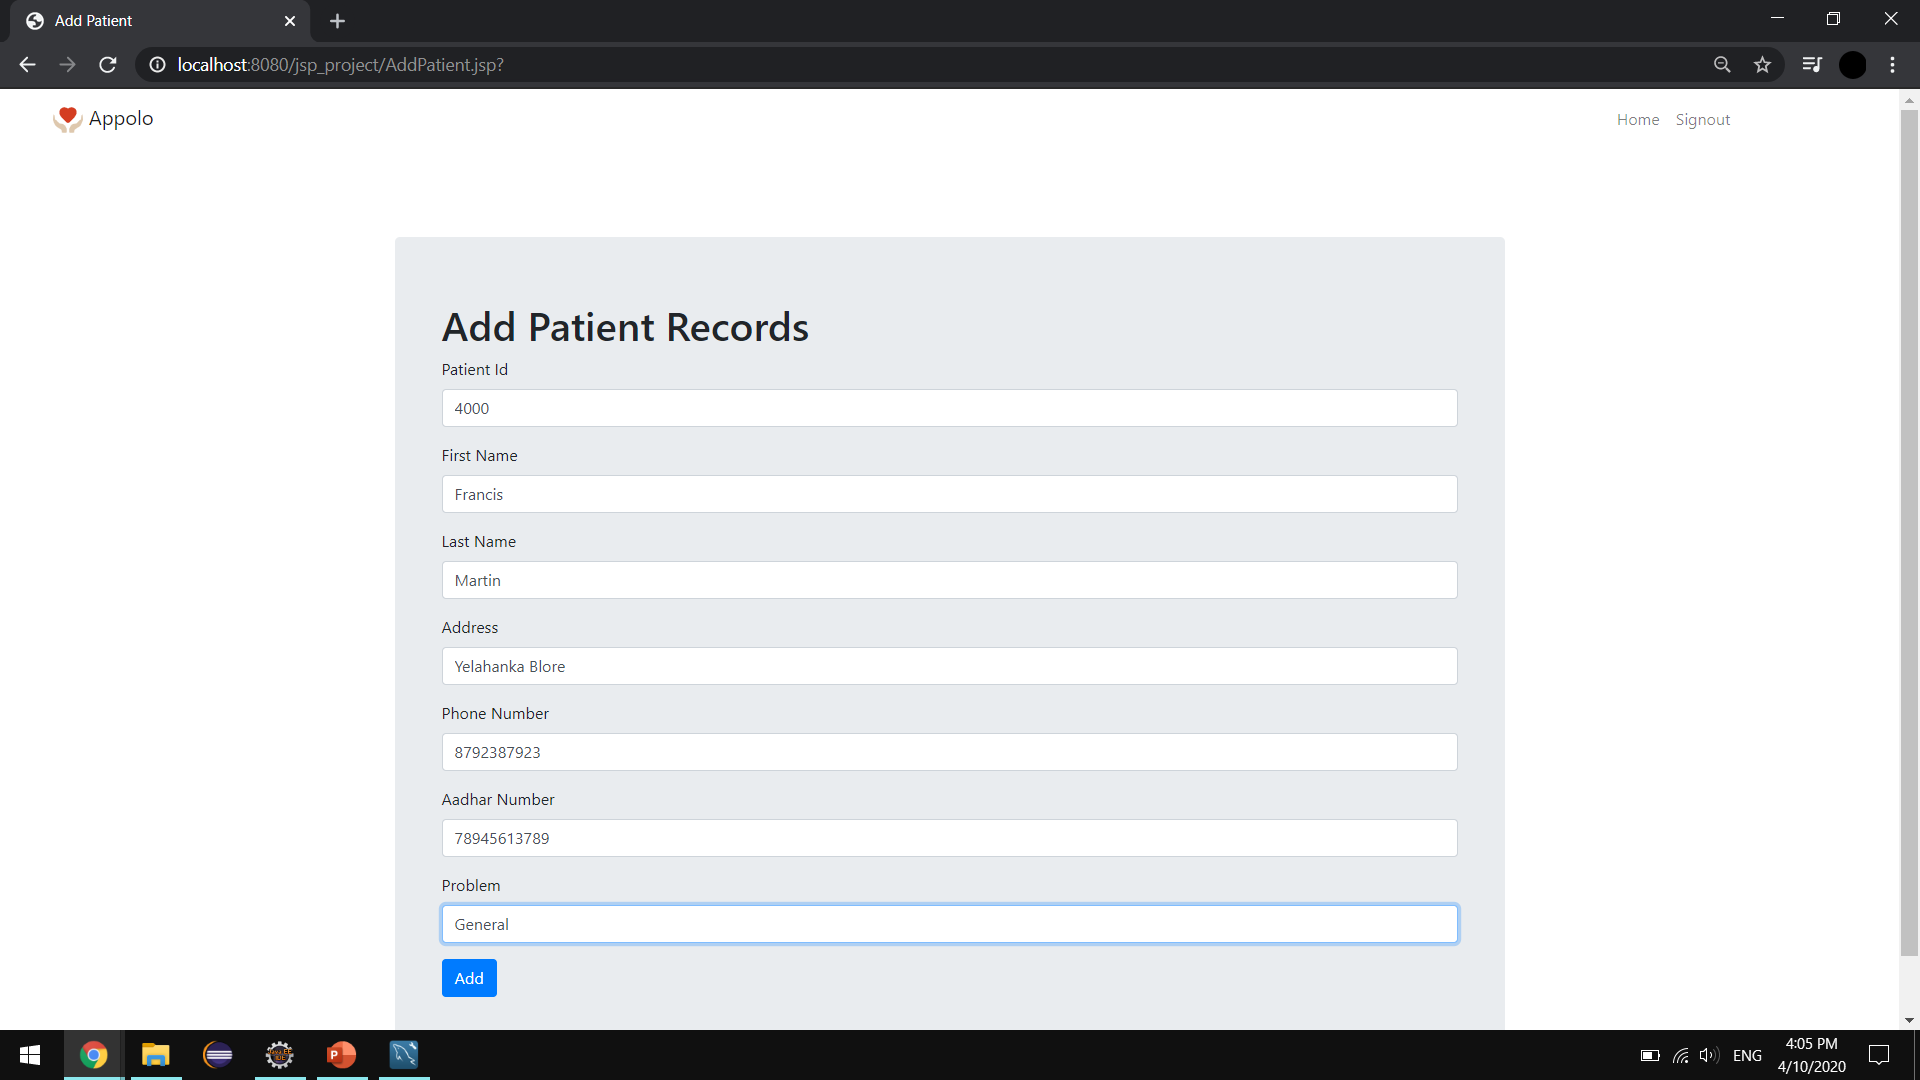 Add Patient
localhost:8080/jsp_project/AddPatient.jsp?
Appolo
Home Signout
Add Patient Records
Patient Id
4000
First Name
Francis
Last Name
Martin
Address
Yelahanka Blore
Phone Number
8792387923
Aadhar Number
78945613789
Problem
General
Add
ENG
4:05 PM
4/10/2020